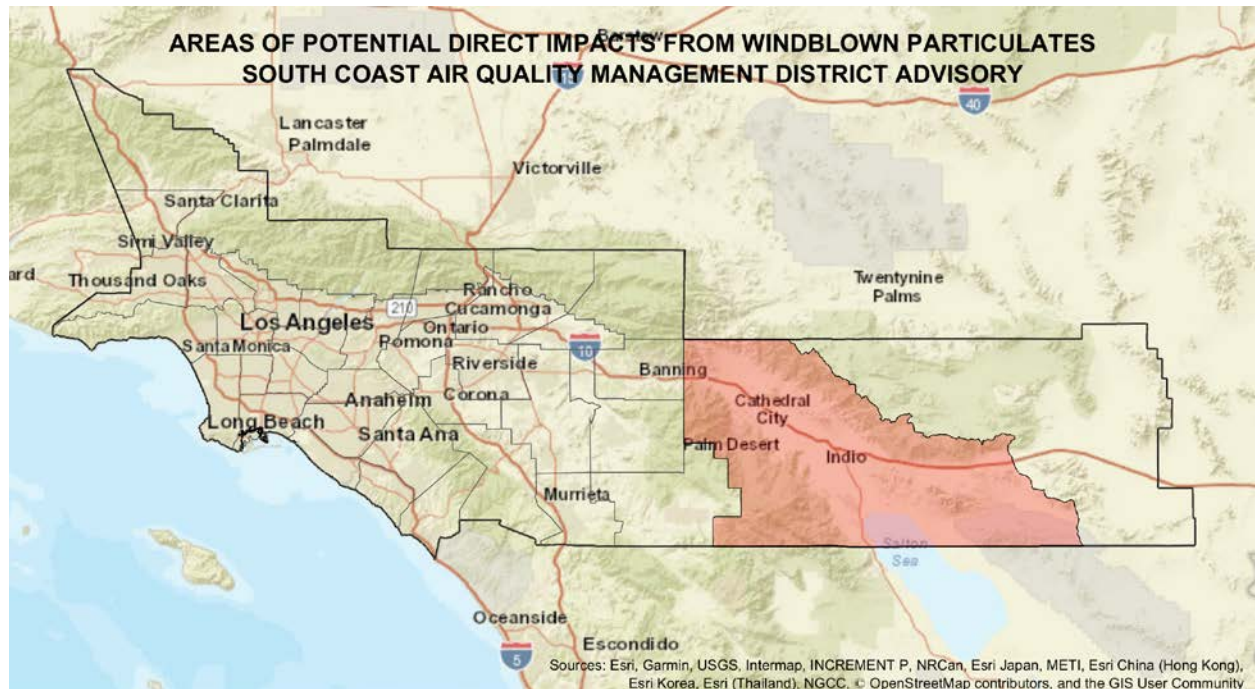 AREAS OF POTENTIAL DIRECT IMPACTS FROM WINDBLOWN PARTICULATES
Barstow
SOUTH COAST AIR QUALITY MANAGEMENT DISTRICT ADVISORY
15
40
Lancaster
Palmdale
Victorville
Santa Clarita
Simi Valley
ard
Thousand Oaks
Twentynine
Palms
Rancho
Cucamonga
210
Los Angeles
Ontario
Santa Monica
Pomona
10
Riverside
Banning
Anaheim
Corona
Cathedral
City
Long Beach
Santa Ana
Palm Desert
Indio
Murrieta
Salton
Sea
Oceanside
Escondido
5
Sources: Esri, Garmin, USGS, Intermap, INCREMENT P, NRCan, Esri Japan, METI, Esri China (Hong Kong),
Esri Korea, Esri (Thailand), NGCC, © OpenStreetMap contributors, and the GIS User Community